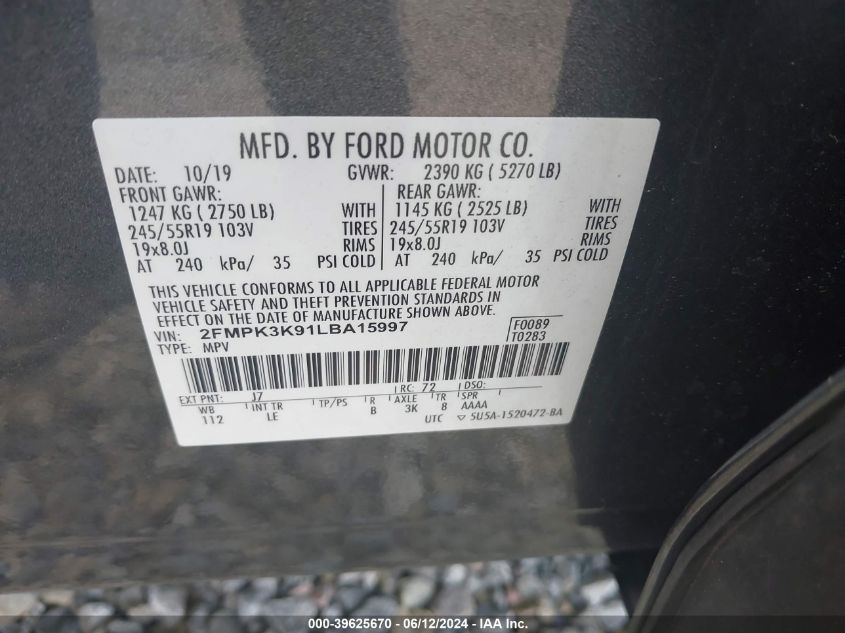 MFD. BY FORD MOTOR CO.
DATE: 10/19 GVWR: 2390 KG ( 5270 LB)
FRONT GAWR: REAR GAWR:
1247 KG ( 2750 LB) WITH 1145 KG ( 2525 LB) WITH
245/55R19 103V TIRES 245/55R19 103V TIRES
19x8.0J RIMS 19x8.0J RIMS
AT 240 kPa/ 35 PSI COLD AT 240 kPa/ 35 PSI COLD
THIS VEHICLE CONFORMS TO ALL APPLICABLE FEDERAL MOTOR
VEHICLE SAFETY AND THEFT PREVENTION STANDARDS IN
EFFECT ON THE DATE OF MANUFACTURE SHOWN ABOVE.
VIN: 2FMPK3K91LBA15997 F0089
TYPE: MPV T0283
EXT PNT: J7 RC: 72 DSO:
WB INT TR TP/PS R AXLE TR SPR
112 LE B 3K 8 AAAA
UTC ▽ 5U5A-1520472-BA
000-39625670 - 06/12/2024 - IAA Inc.